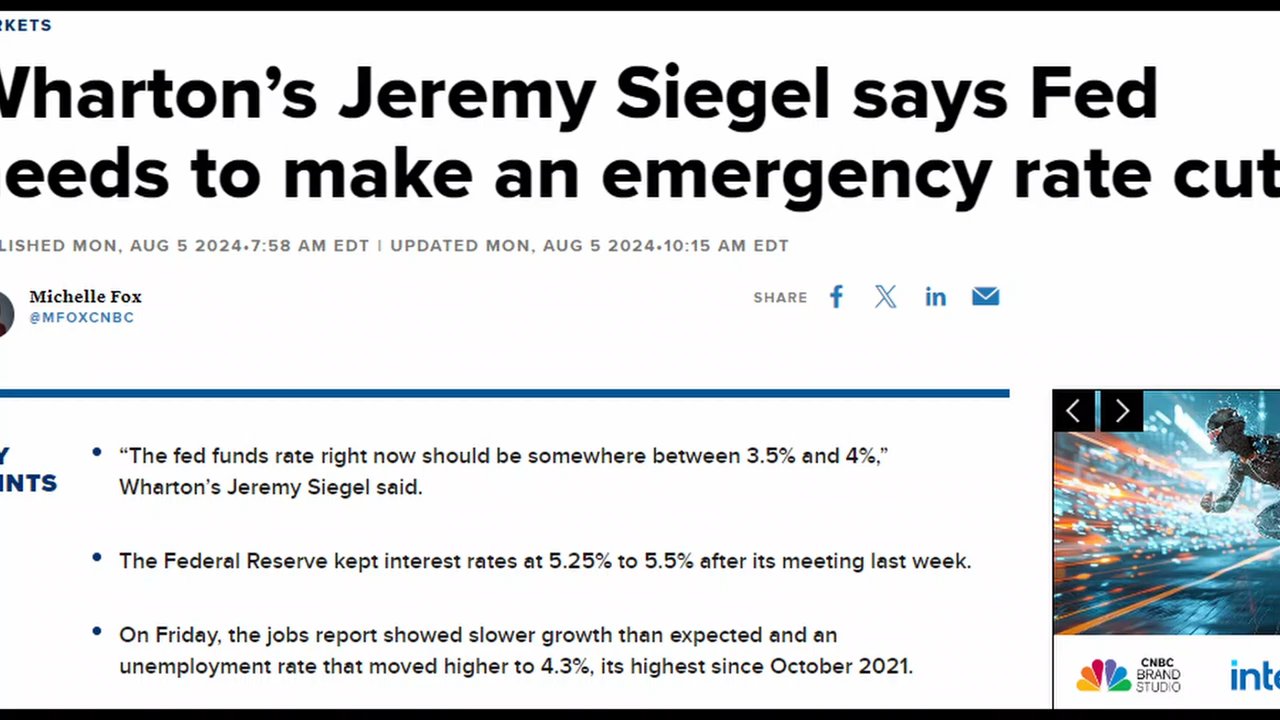 RKETS
Wharton’s Jeremy Siegel says Fed
needs to make an emergency rate cut
LISHED MON, AUG 5 2024•7:58 AM EDT | UPDATED MON, AUG 5 2024•10:15 AM EDT
Michelle Fox
@MFOXCNBC
SHARE
Y
INTS
• “The fed funds rate right now should be somewhere between 3.5% and 4%,”
Wharton’s Jeremy Siegel said.
• The Federal Reserve kept interest rates at 5.25% to 5.5% after its meeting last week.
• On Friday, the jobs report showed slower growth than expected and an
unemployment rate that moved higher to 4.3%, its highest since October 2021.
CNBC
BRAND
STUDIO
inte